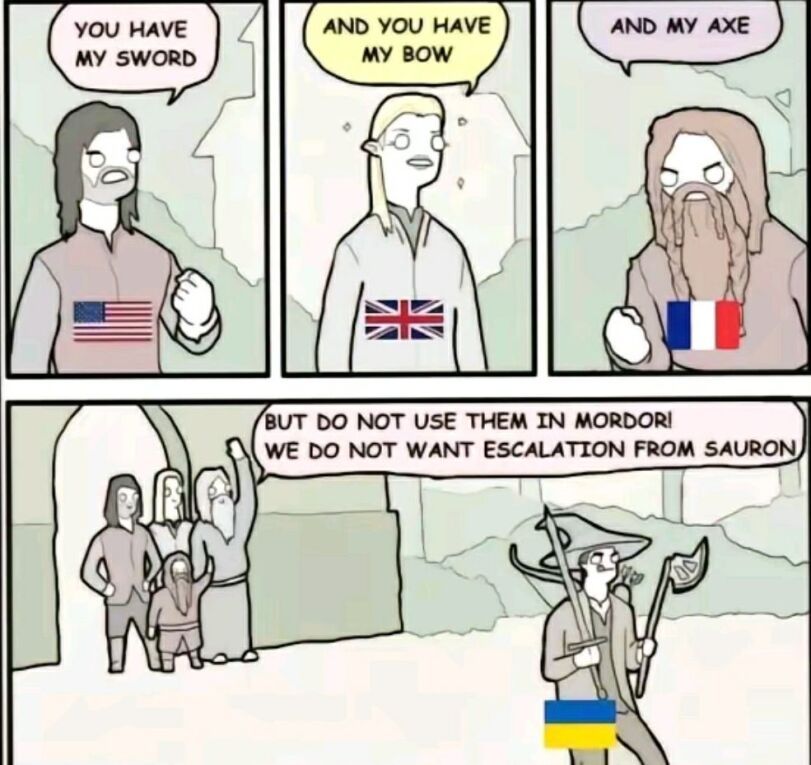 YOU HAVE
MY SWORD
AND YOU HAVE
MY BOW
AND MY AXE
BUT DO NOT USE THEM IN MORDOR!
WE DO NOT WANT ESCALATION FROM SAURON